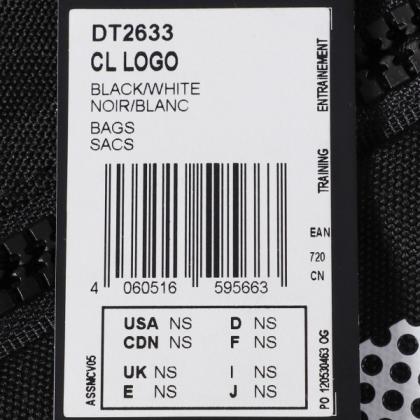 DT2633
CL LOGO
BLACK/WHITE
NOIR/BLANC
BAGS
SACS
TRAINING ENTRAINEMENT
EAN
720
CN
4 060516 595663
USA NS D NS
CDN NS F NS
UK NS I NS
E NS J NS
ASSMCV05
PO 120530463 OG